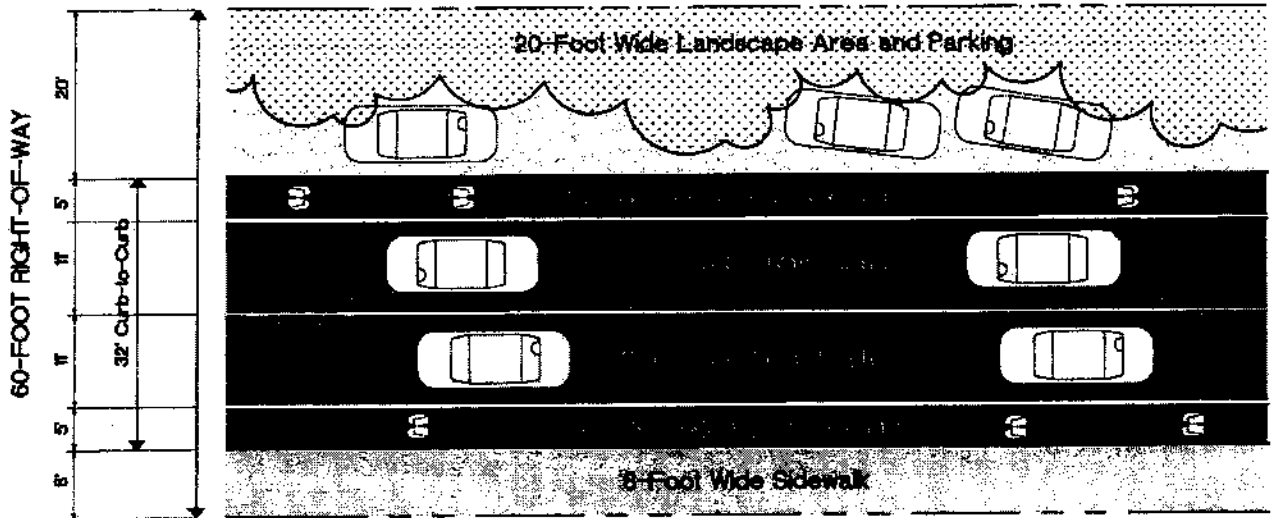 20-Foot Wide Landscape Area and Parking
60-FOOT RIGHT-OF-WAY
20'
5'
11'
32' Curb-to-Curb
11'
5'
8'
8-Foot Wide Sidewalk